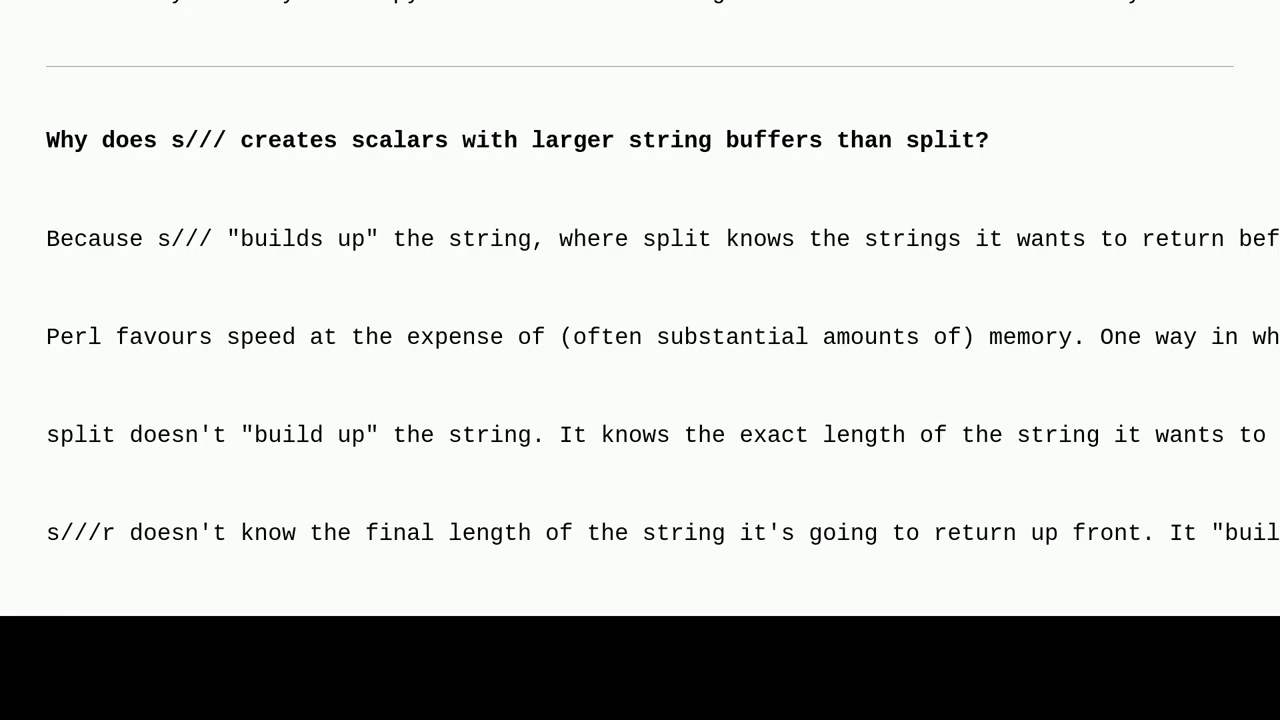 Why does s/// creates scalars with larger string buffers than split?
Because s/// "builds up" the string, where split knows the strings it wants to return
Perl favours speed at the expense of (often substantial amounts of) memory. One way in
split doesn't "build up" the string. It knows the exact length of the string it wants to
s///r doesn't know the final length of the string it's going to return up front. It